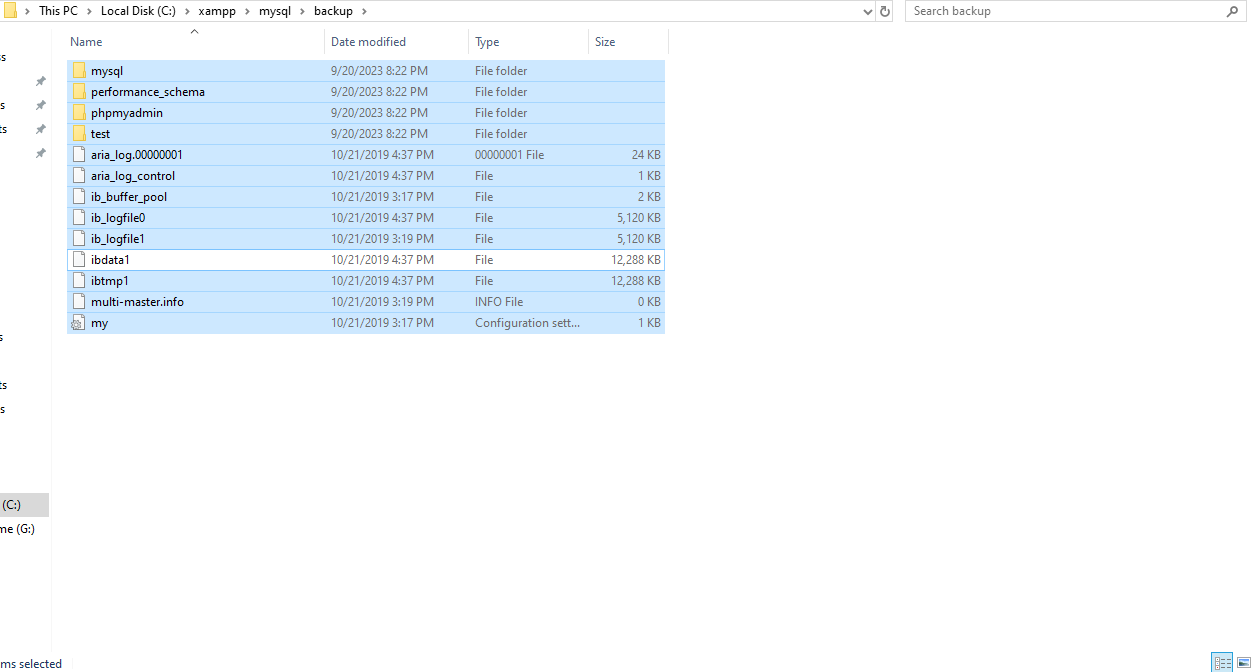 This PC > Local Disk (C:) > xampp > mysql > backup >
Search backup
Name Date modified Type Size
mysql 9/20/2023 8:22 PM File folder
performance_schema 9/20/2023 8:22 PM File folder
phpmyadmin 9/20/2023 8:22 PM File folder
test 9/20/2023 8:22 PM File folder
aria_log.00000001 10/21/2019 4:37 PM 00000001 File 24 KB
aria_log_control 10/21/2019 4:37 PM File 1 KB
ib_buffer_pool 10/21/2019 3:17 PM File 2 KB
ib_logfile0 10/21/2019 4:37 PM File 5,120 KB
ib_logfile1 10/21/2019 3:19 PM File 5,120 KB
ibdata1 10/21/2019 4:37 PM File 12,288 KB
ibtmp1 10/21/2019 4:37 PM File 12,288 KB
multi-master.info 10/21/2019 3:19 PM INFO File 0 KB
my 10/21/2019 3:17 PM Configuration sett... 1 KB
ss
s
ts
s
ts
s
(C:)
me (G:)
ms selected